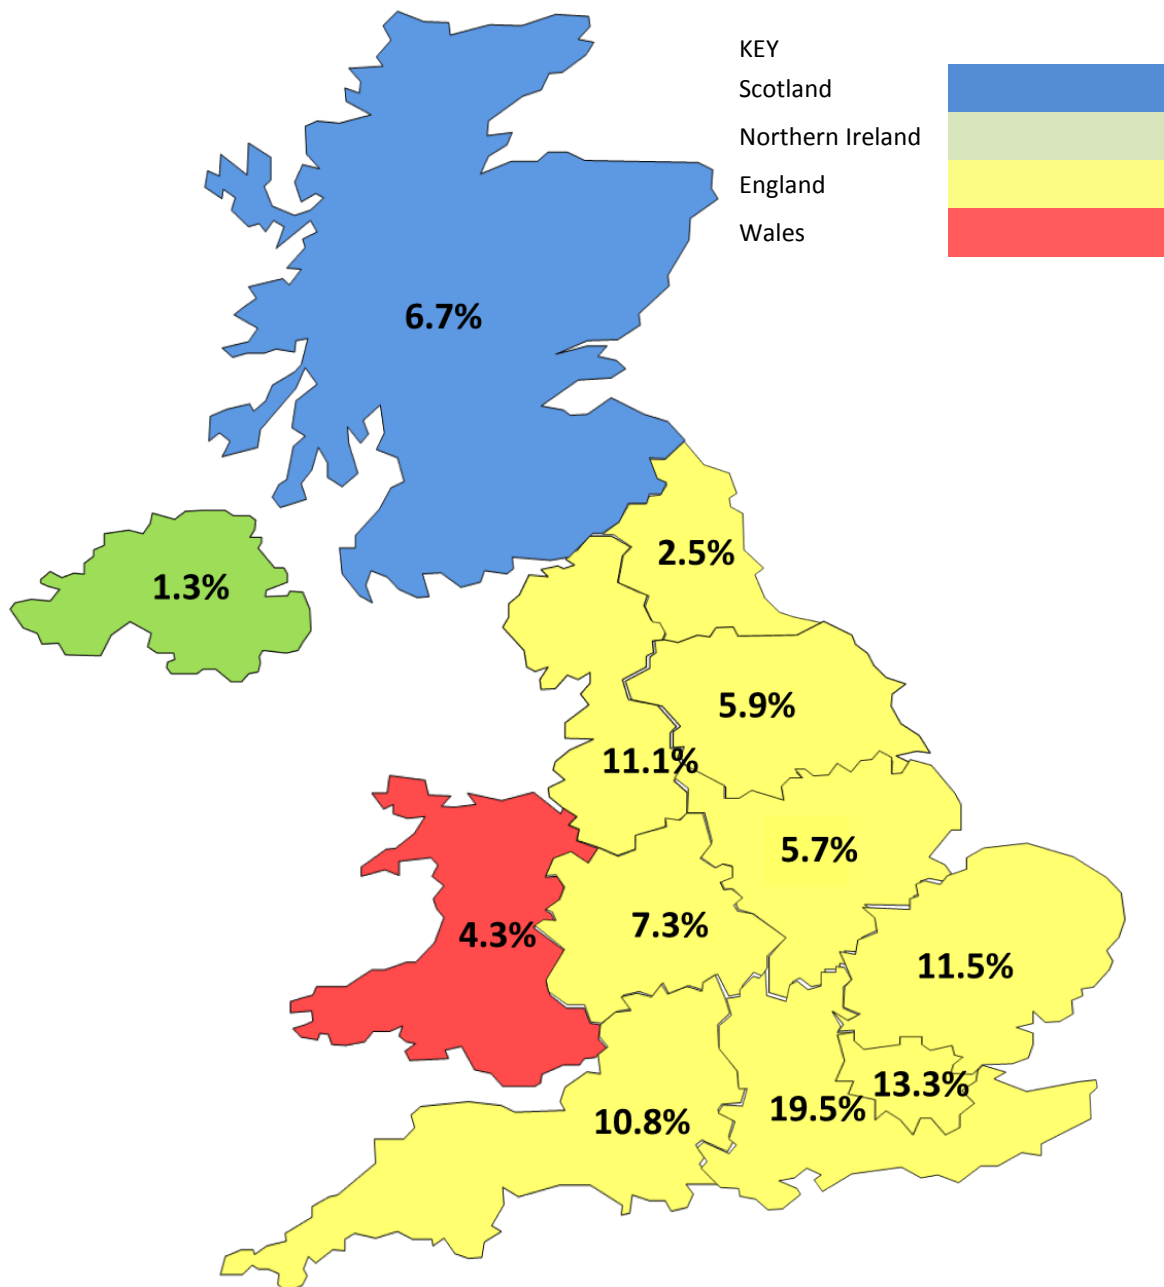 KEY
Scotland
Northern Ireland
England
Wales
6.7%
2.5%
1.3%
5.9%
11.1%
5.7%
7.3%
4.3%
11.5%
13.3%
19.5%
10.8%